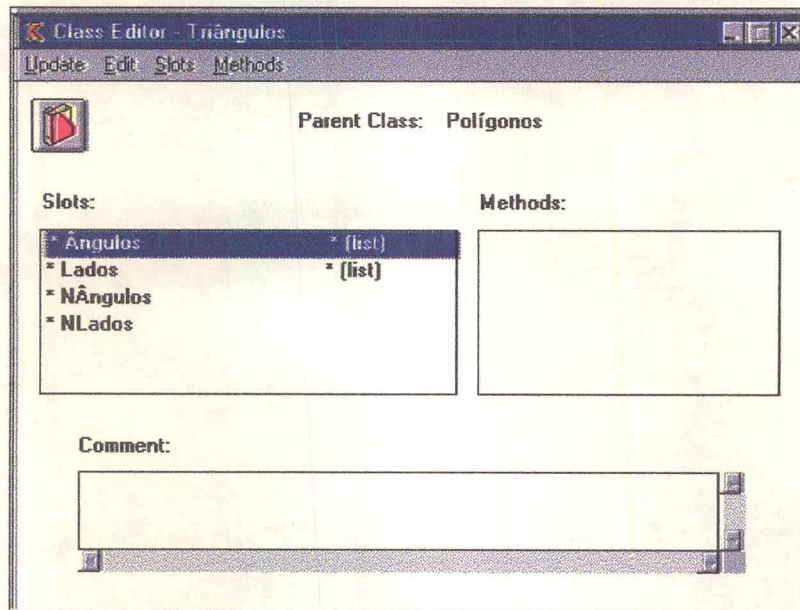 Class Editor - Triângulos
Update Edit Slots Methods
Parent Class: Polígonos
Slots:
Methods:
* Ângulos * (list)
* Lados * (list)
* NÂngulos
* NLados
Comment: